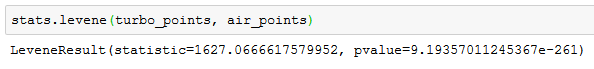 stats.levene(turbo_points, air_points)
LeveneResult(statistic=1627.0666617579952, pvalue=9.19357011245367e-261)